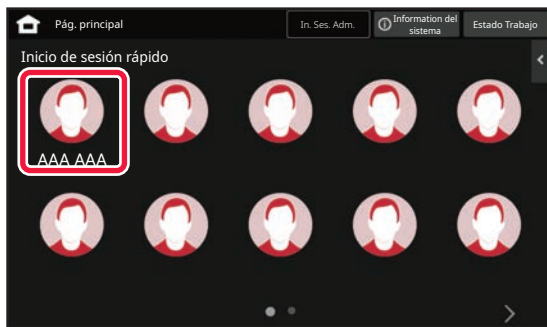 Pág. principal
In. Ses. Adm.
Information del
sistema
Estado Trabajo
Inicio de sesión rápido
AAA AAA